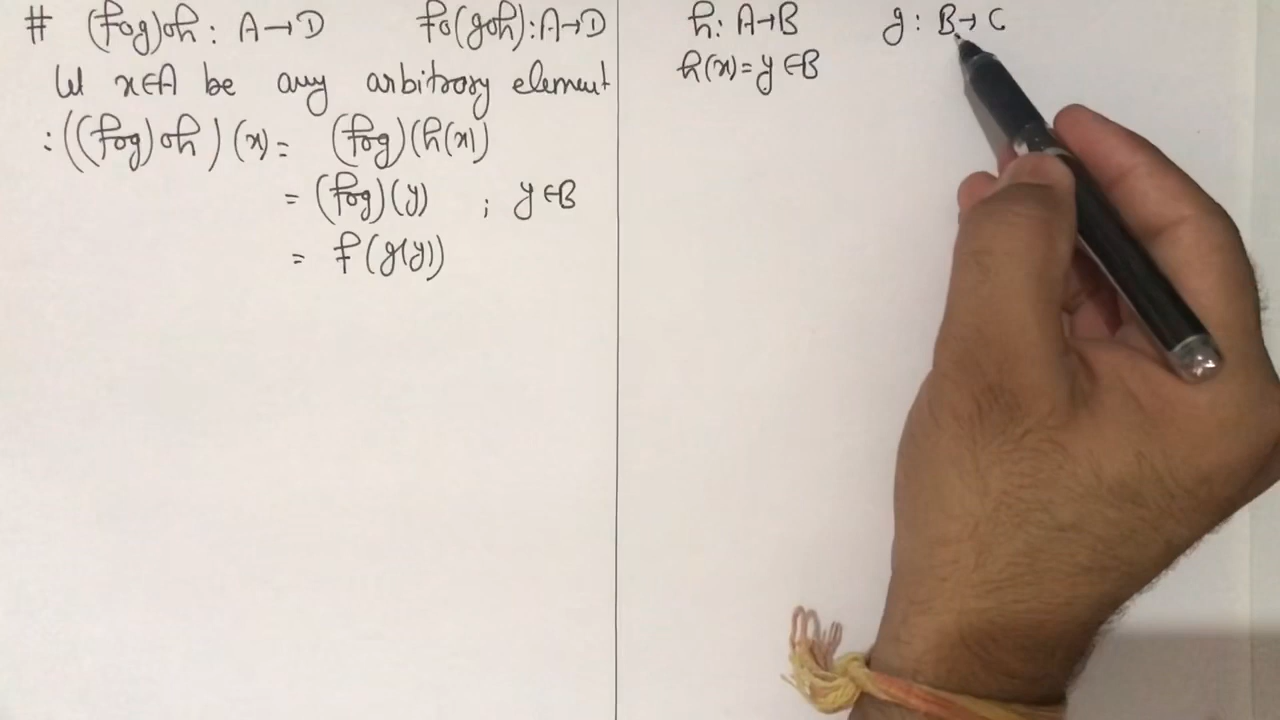 # (fog)oh : A→D fo(goh):A→D
Let x∈A be any arbitrary element
: ((fog)oh)(x) = (fog)(h(x))
= (fog)(y) ; y∈B
= f(g(y))
h: A→B g: B→C
h(x)=y∈B